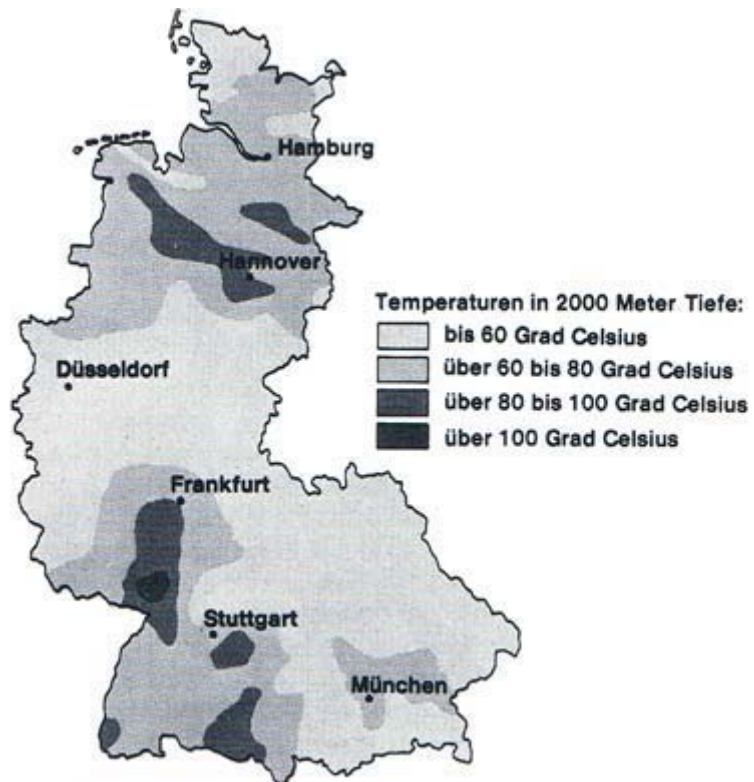 Hamburg
Hannover
Temperaturen in 2000 Meter Tiefe:
bis 60 Grad Celsius
Düsseldorf
über 60 bis 80 Grad Celsius
über 80 bis 100 Grad Celsius
über 100 Grad Celsius
Frankfurt
Stuttgart
München